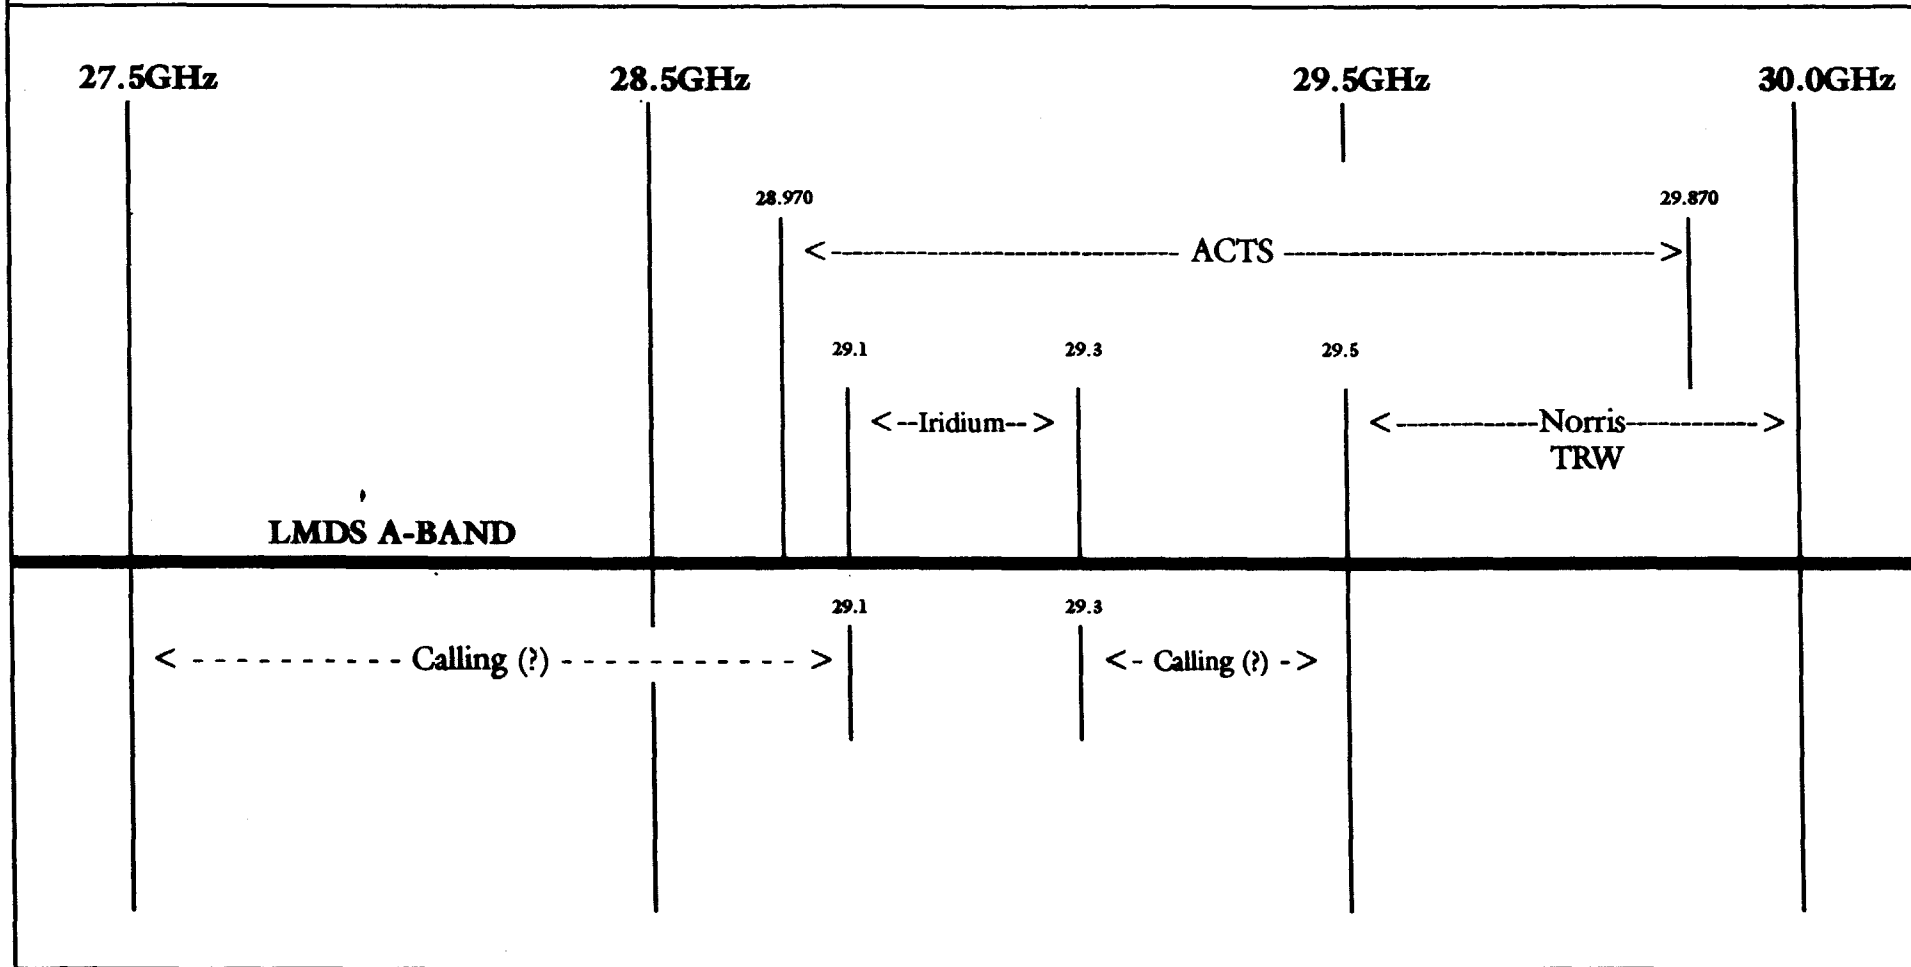 27.5GHz 28.5GHz 29.5GHz 30.0GHz
28.970 29.870
<---- ACTS ---->
29.1 29.3 29.5
<--Iridium--> <----Norris---->
TRW
LMDS A-BAND
29.1 29.3
< - - - - Calling (?) - - - - > <- Calling (?) ->